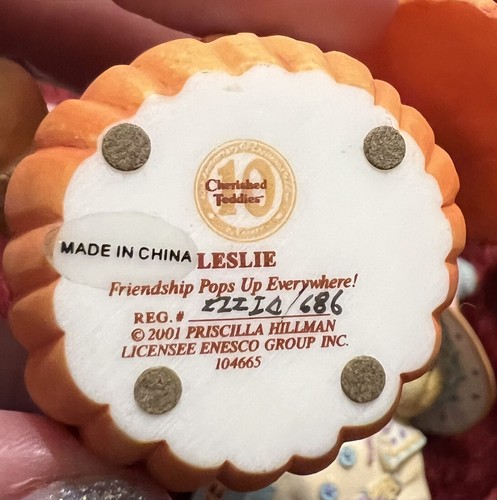 10
Cherished
Teddies
MADE IN CHINA
LESLIE
Friendship Pops Up Everywhere!
REG. # /686
© 2001 PRISCILLA HILLMAN
LICENSEE ENESCO GROUP INC.
104665